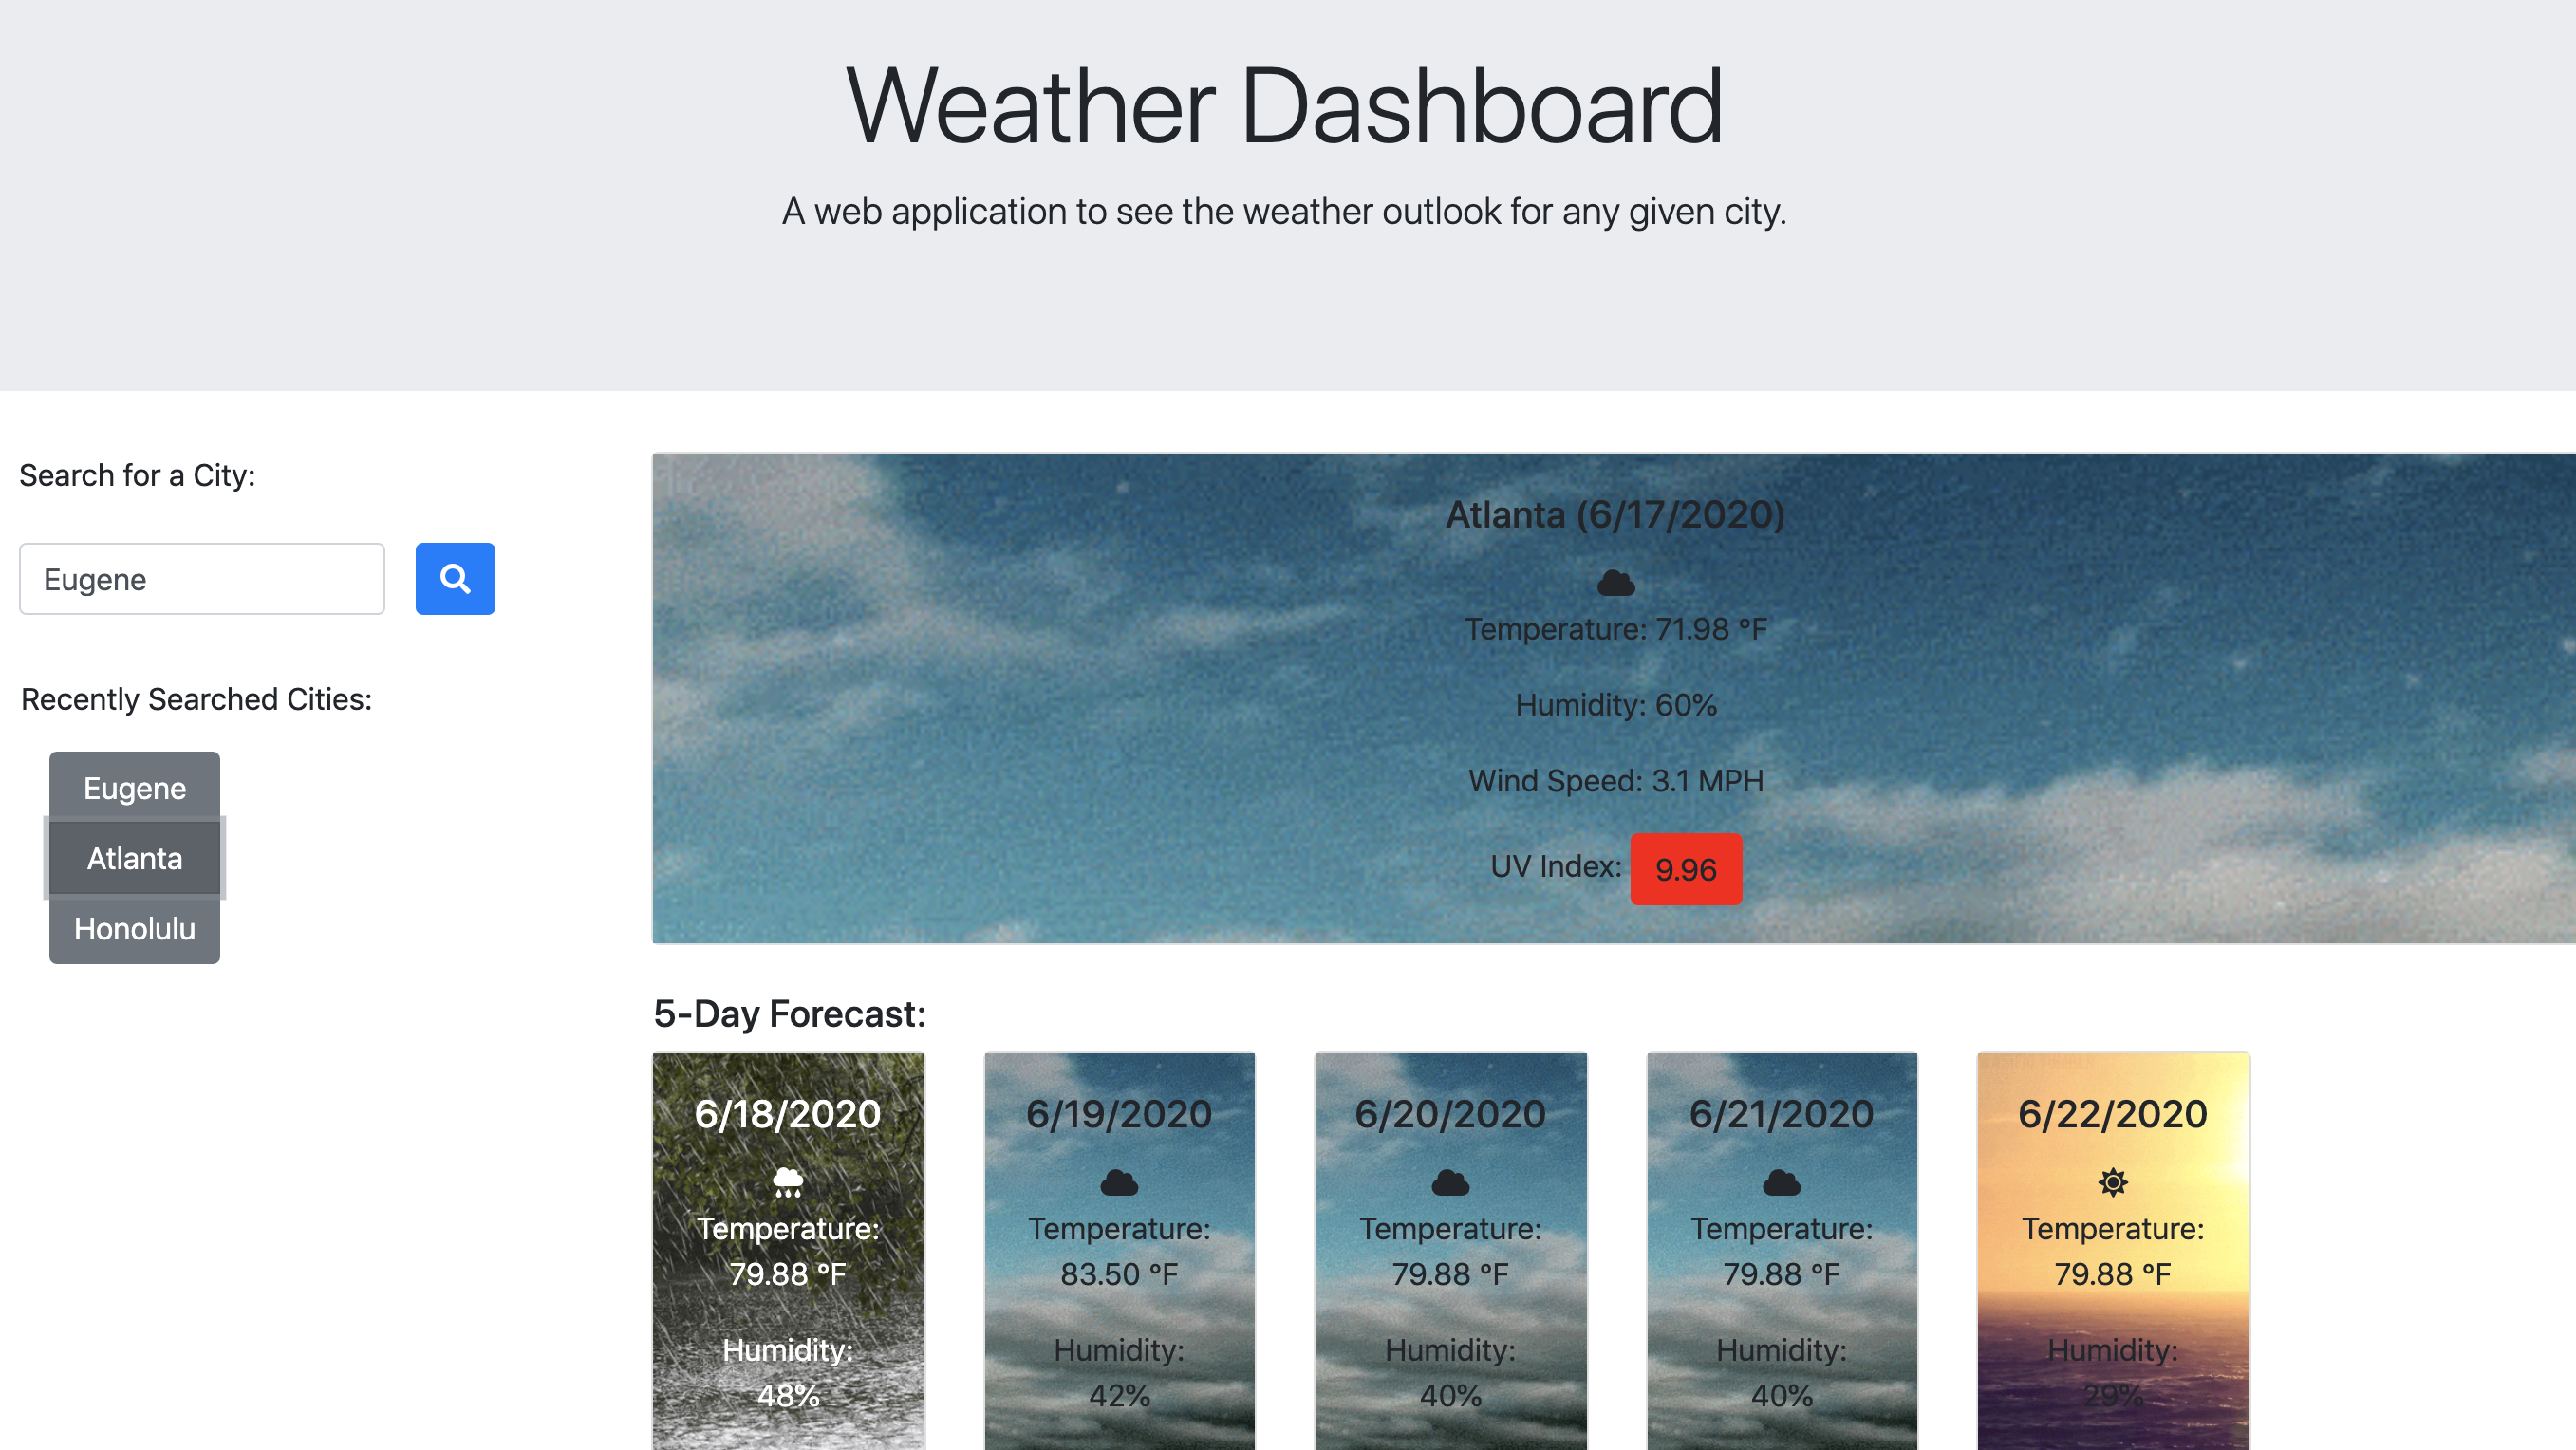 Weather Dashboard
A web application to see the weather outlook for any given city.
Search for a City:
Eugene
Recently Searched Cities:
Eugene
Atlanta
Honolulu
Atlanta (6/17/2020)
Temperature: 71.98 °F
Humidity: 60%
Wind Speed: 3.1 MPH
UV Index: 9.96
5-Day Forecast:
6/18/2020
Temperature:
79.88 °F
Humidity:
48%
6/19/2020
Temperature:
83.50 °F
Humidity:
42%
6/20/2020
Temperature:
79.88 °F
Humidity:
40%
6/21/2020
Temperature:
79.88 °F
Humidity:
40%
6/22/2020
Temperature:
79.88 °F
Humidity:
29%